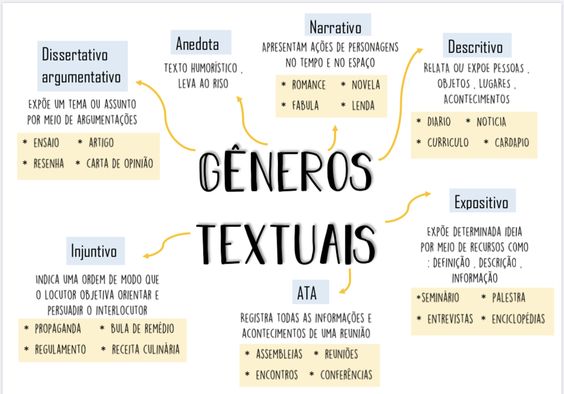 Dissertativo
argumentativo
EXPÕE UM TEMA OU ASSUNTO
POR MEIO DE ARGUMENTAÇÕES
* ENSAIO * ARTIGO
* RESENHA * CARTA DE OPINIÃO
Anedota
TEXTO HUMORÍSTICO ,
LEVA AO RISO
Narrativo
APRESENTAM AÇÕES DE PERSONAGENS
NO TEMPO E NO ESPAÇO
* ROMANCE * NOVELA
* FABULA * LENDA
Descritivo
RELATA OU EXPOE PESSOAS ,
OBJETOS , LUGARES ,
ACONTECIMENTOS
* DIARIO * NOTICIA
* CURRICULO * CARDAPIO
GÊNEROS
TEXTUAIS
Injuntivo
INDICA UMA ORDEM DE MODO QUE
O LOCUTOR OBJETIVA ORIENTAR E
PERSUADIR O INTERLOCUTOR
* PROPAGANDA * BULA DE REMÉDIO
* REGULAMENTO * RECEITA CULINÁRIA
ATA
REGISTRA TODAS AS INFORMAÇÕES E
ACONTECIMENTOS DE UMA REUNIÃO
* ASSEMBLEIAS * REUNIÕES
* ENCONTROS * CONFERÊNCIAS
Expositivo
EXPÕE DETERMINADA IDEIA
POR MEIO DE RECURSOS COMO
: DEFINIÇÃO , DESCRIÇÃO ,
INFORMAÇÃO
*SEMINÁRIO * PALESTRA
* ENTREVISTAS * ENCICLOPÉDIAS